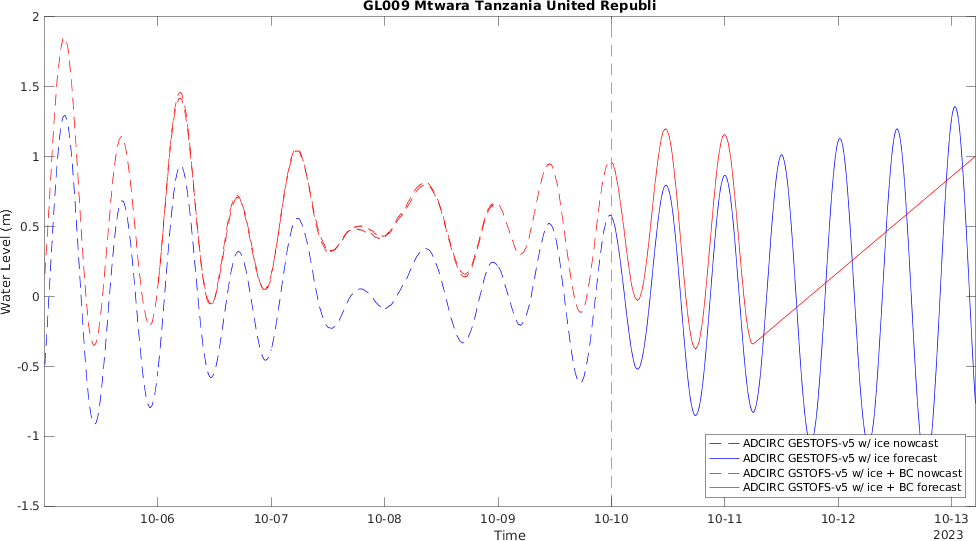 GL009 Mtwara Tanzania United Republi
Water Level (m)
2
1.5
1
0.5
0
-0.5
-1
-1.5
10-06
10-07
10-08
10-09
10-10
10-11
10-12
10-13
Time
2023
ADCIRC GESTOFS-v5 w/ ice nowcast
ADCIRC GESTOFS-v5 w/ ice forecast
ADCIRC GSTOFS-v5 w/ ice + BC nowcast
ADCIRC GSTOFS-v5 w/ ice + BC forecast